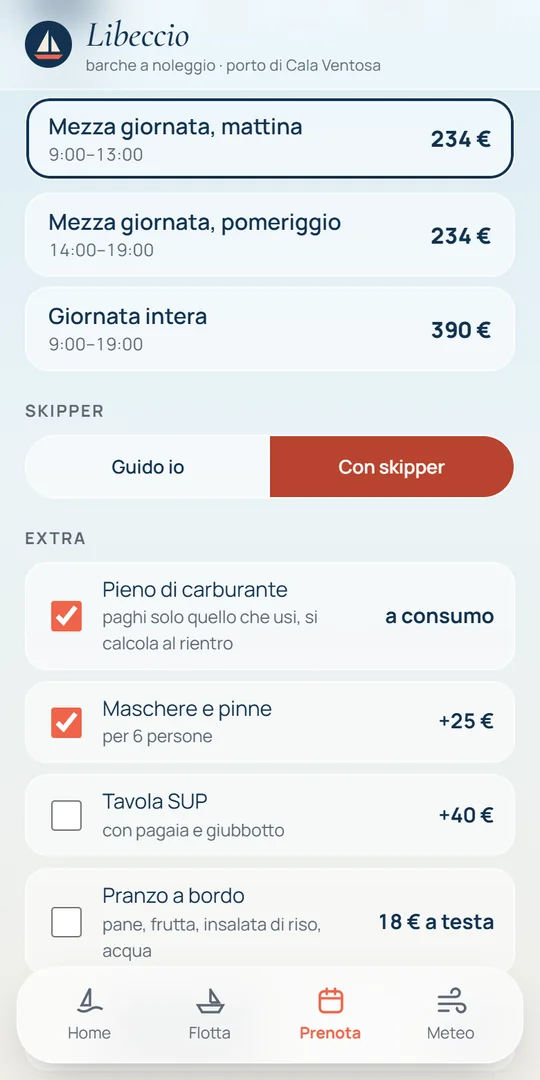 Libeccio
barche a noleggio · porto di Cala Ventosa
Mezza giornata, mattina
9:00–13:00
234 €
Mezza giornata, pomeriggio
14:00–19:00
234 €
Giornata intera
9:00–19:00
390 €
SKIPPER
Guido io
Con skipper
EXTRA
Pieno di carburante
paghi solo quello che usi, si
calcola al rientro
a consumo
Maschere e pinne
per 6 persone
+25 €
Tavola SUP
con pagaia e giubbotto
+40 €
Pranzo a bordo
pane, frutta, insalata di riso,
acqua
18 € a testa
Home
Flotta
Prenota
Meteo